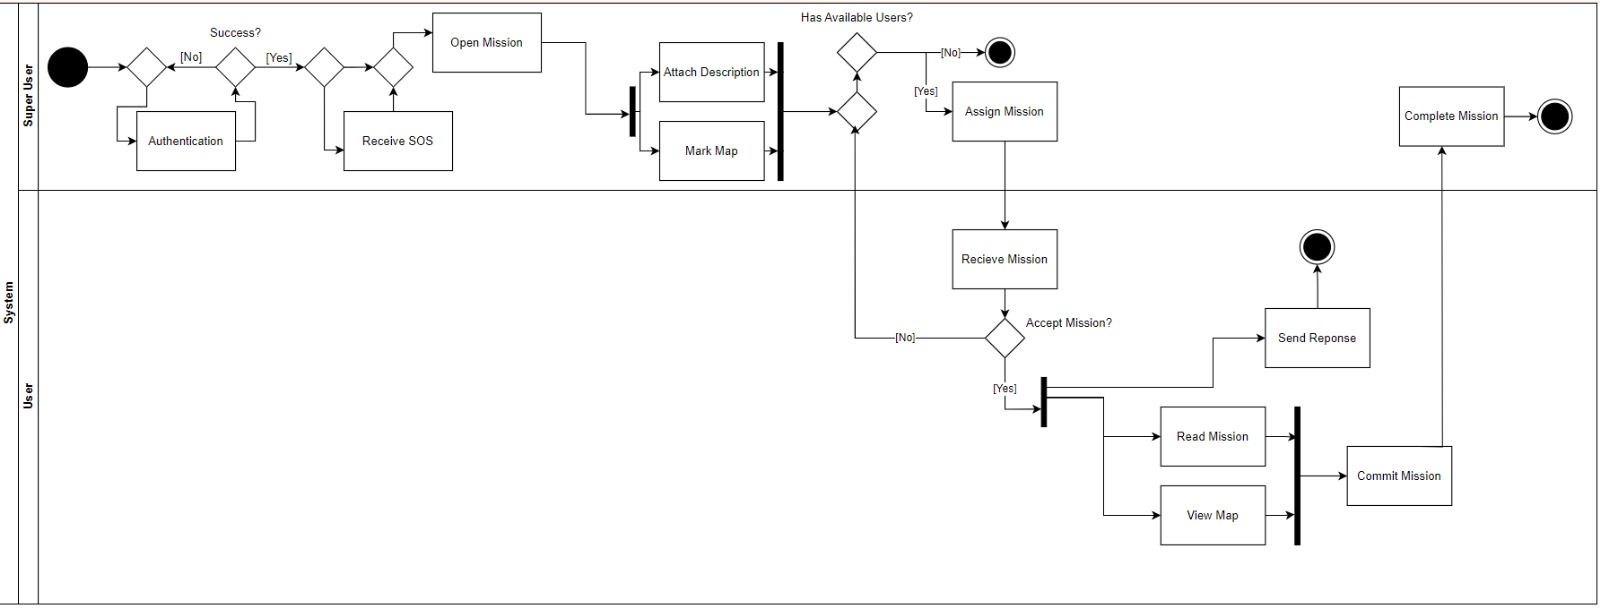 System
Super User
User
Success?
[No]
[Yes]
Authentication
Receive SOS
Open Mission
Attach Description
Mark Map
Has Available Users?
[No]
[Yes]
Assign Mission
Complete Mission
Recieve Mission
Accept Mission?
[No]
[Yes]
Send Reponse
Read Mission
View Map
Commit Mission